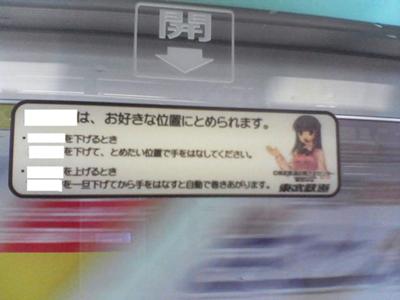 開
は、お好きな位置にとめられます。
・を下げるとき
を下げて、とめたい位置で手をはなしてください。
・を上げるとき
を一旦下げてから手をはなすと自動で巻きあがります。
東武鉄道